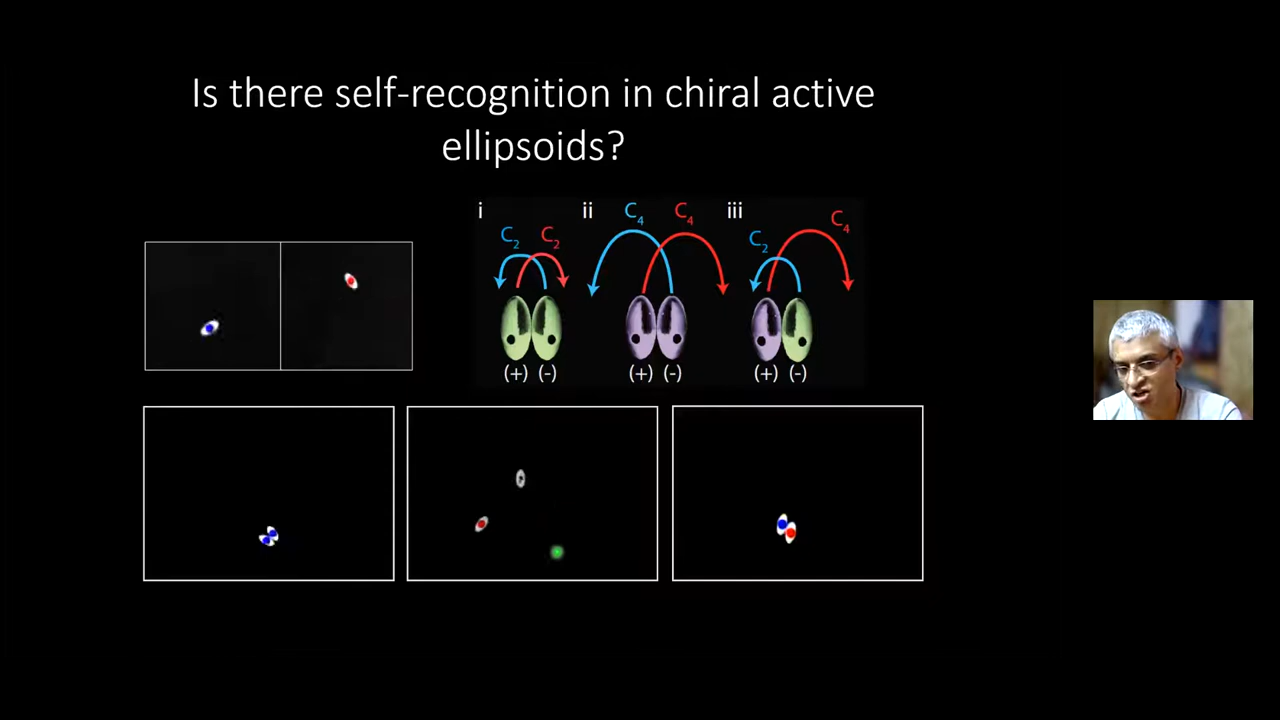 Is there self-recognition in chiral active
ellipsoids?
i ii iii
C4 C4 C4
C2 C2 C2
(+) (-) (+) (-) (+) (-)